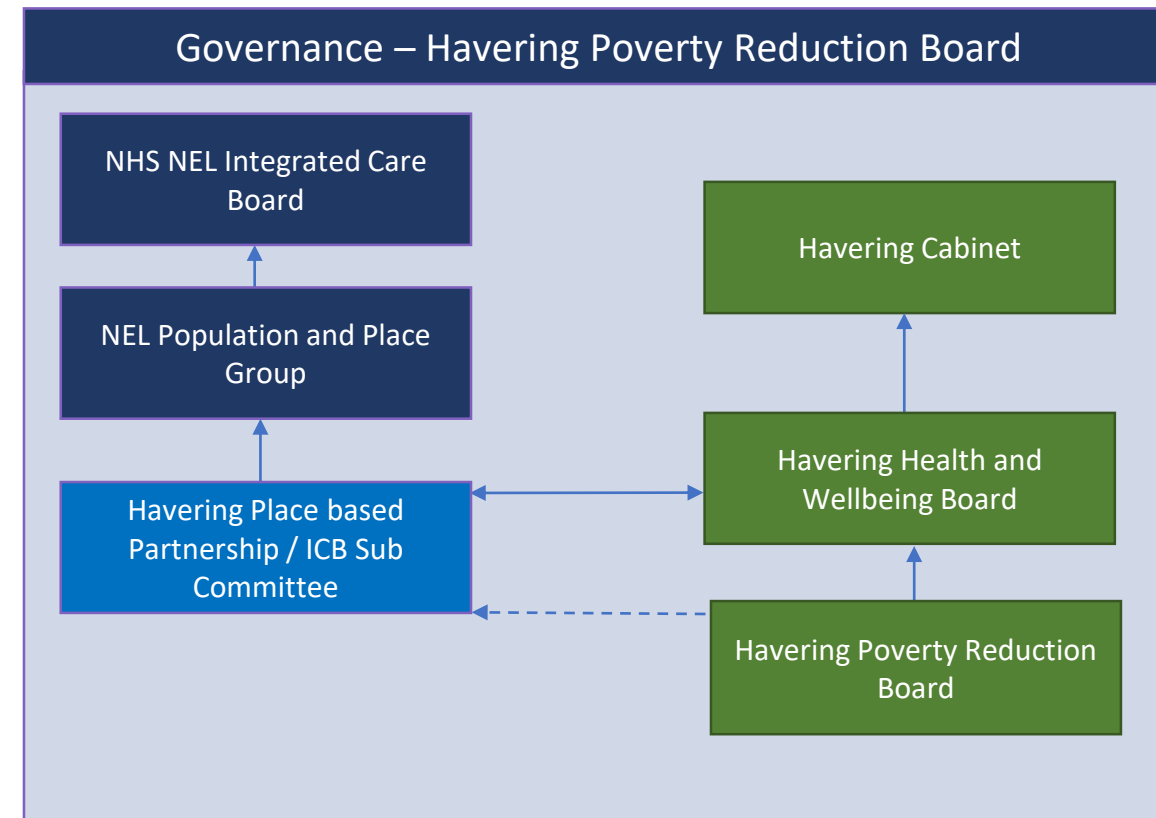 Governance – Havering Poverty Reduction Board
NHS NEL Integrated Care
Board
NEL Population and Place
Group
Havering Place based
Partnership / ICB Sub
Committee
Havering Cabinet
Havering Health and
Wellbeing Board
Havering Poverty Reduction
Board